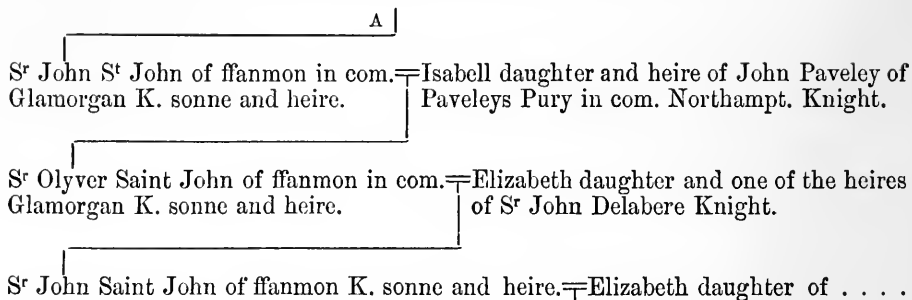 A
Sʳ John Sᵗ John of ffanmon in com.╤Isabell daughter and heire of John Paveley of
Glamorgan K. sonne and heire. Paveleys Pury in com. Northampt. Knight.
Sʳ Olyver Saint John of ffanmon in com.╤Elizabeth daughter and one of the heires
Glamorgan K. sonne and heire. of Sʳ John Delabere Knight.
Sʳ John Saint John of ffanmon K. sonne and heire.╤Elizabeth daughter of . . . .